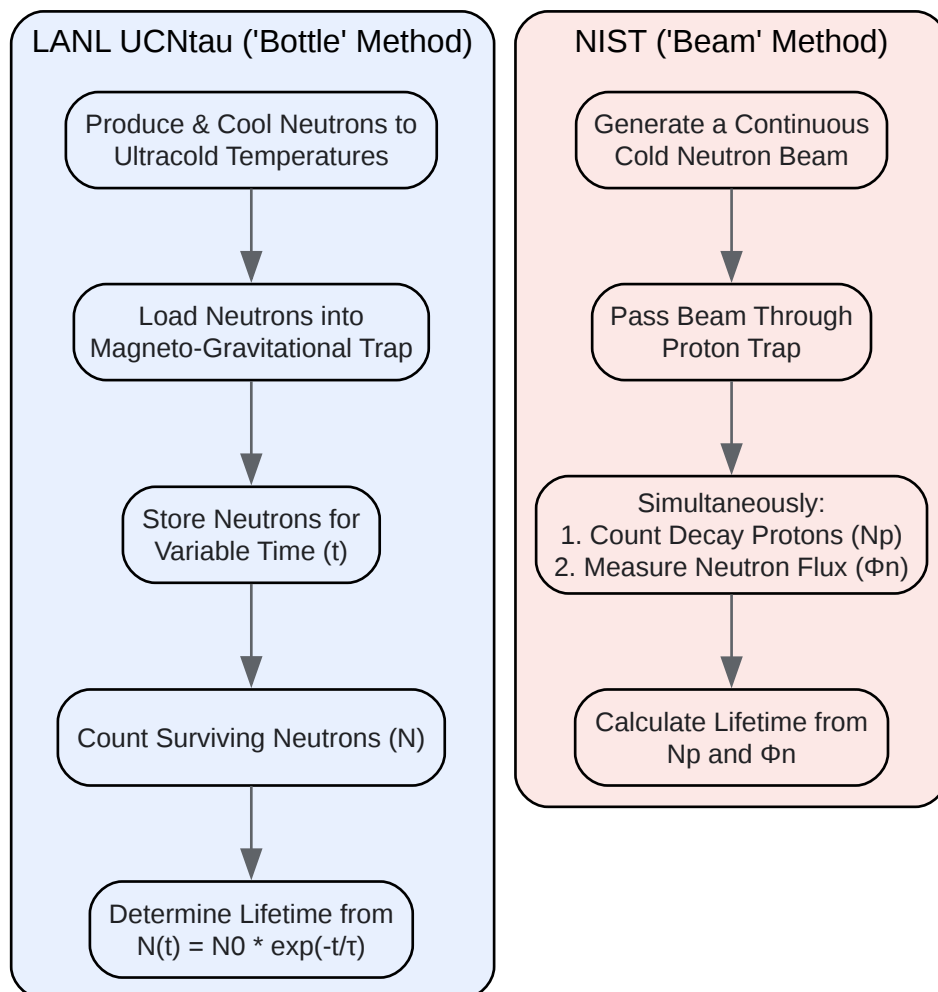 LANL UCNtau ('Bottle' Method)
Produce & Cool Neutrons to
Ultracold Temperatures
Load Neutrons into
Magneto-Gravitational Trap
Store Neutrons for
Variable Time (t)
Count Surviving Neutrons (N)
Determine Lifetime from
N(t) = N0 * exp(-t/τ)
NIST ('Beam' Method)
Generate a Continuous
Cold Neutron Beam
Pass Beam Through
Proton Trap
Simultaneously:
1. Count Decay Protons (Np)
2. Measure Neutron Flux (Φn)
Calculate Lifetime from
Np and Φn